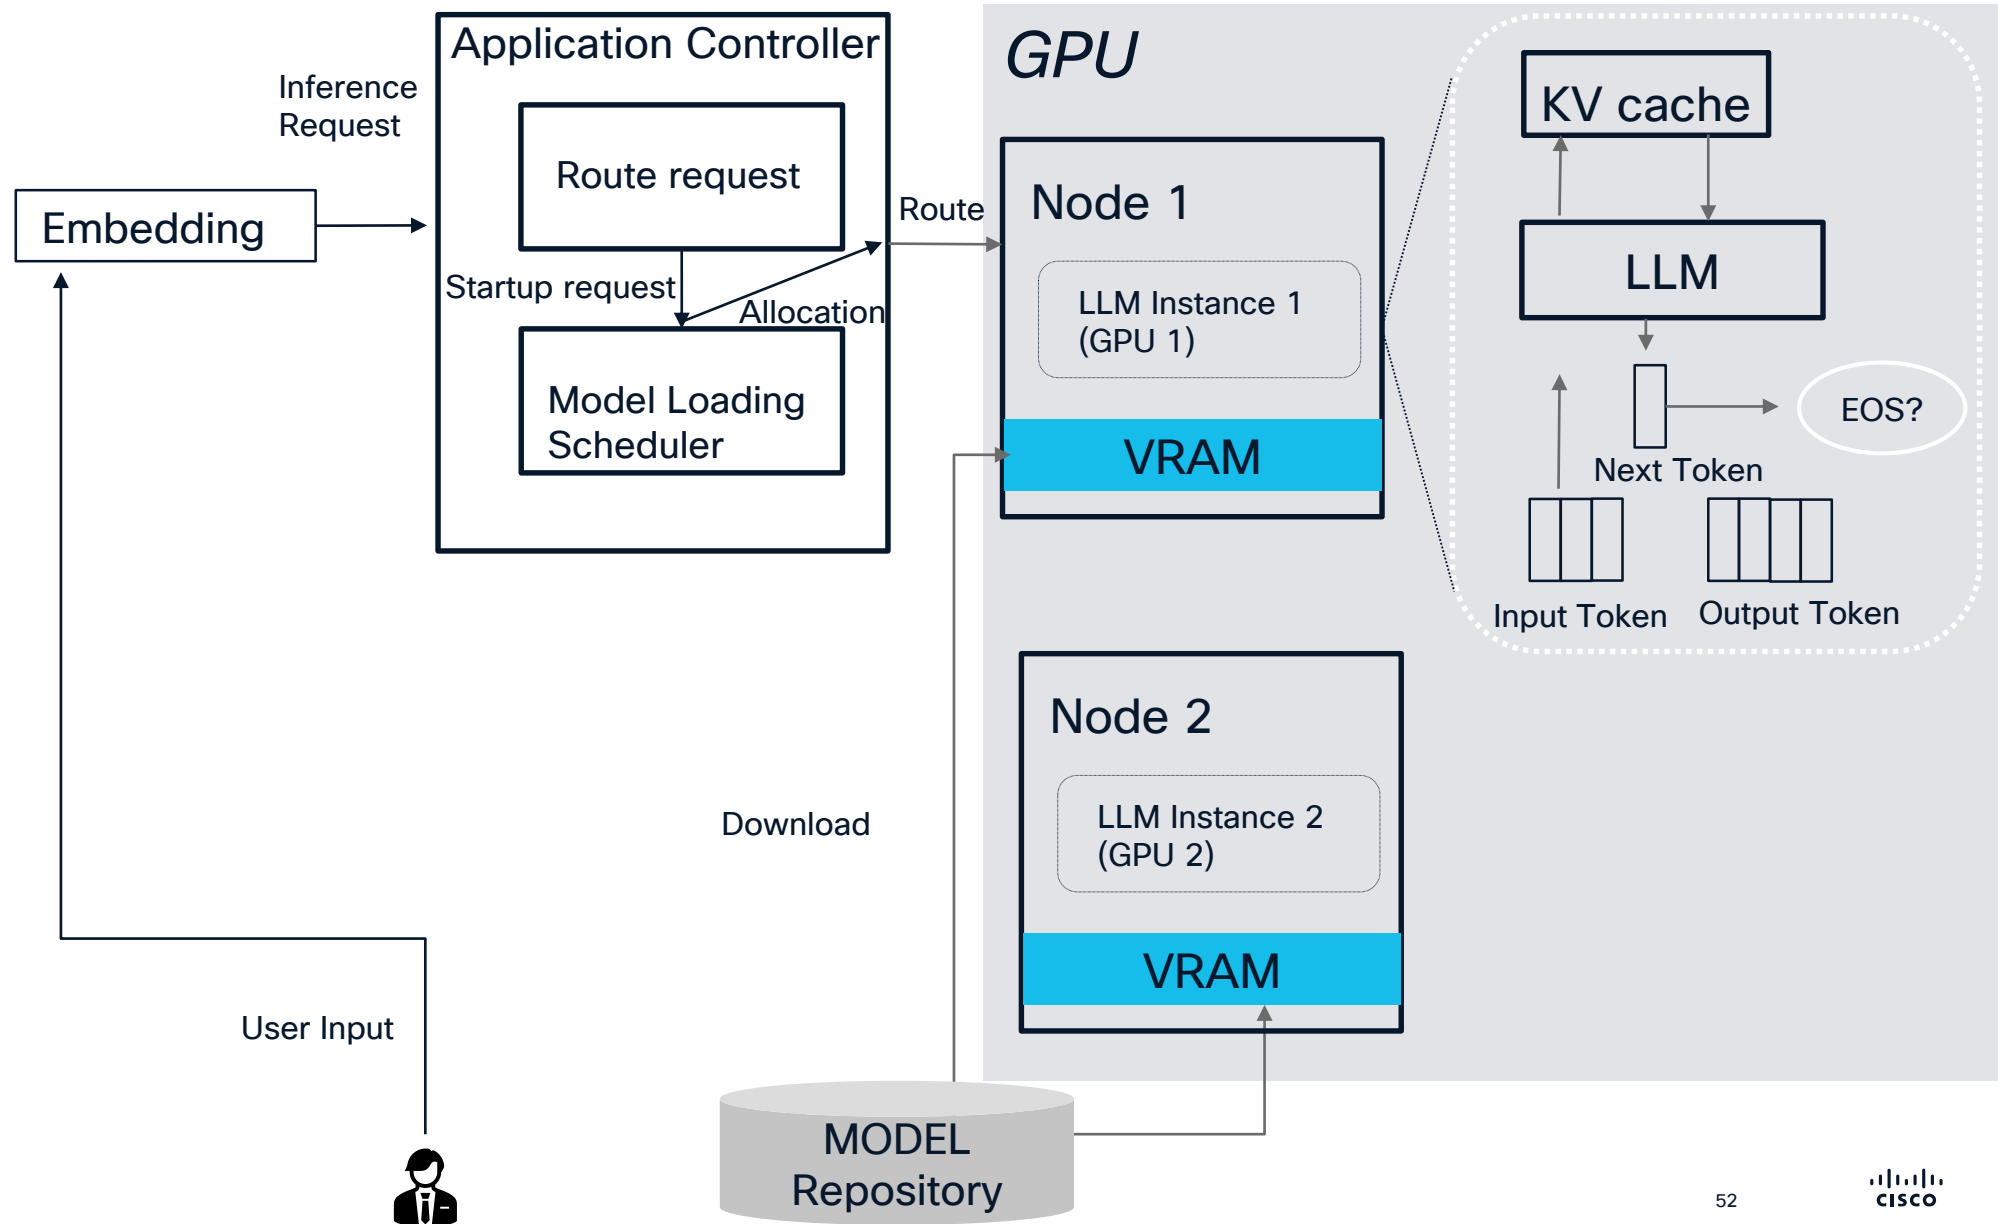 Application Controller
GPU
Inference
Request
KV cache
Route request
Embedding
Route
Node 1
LLM
Startup request
Allocation
LLM Instance 1
(GPU 1)
Model Loading
Scheduler
EOS?
VRAM
Next Token
Input Token
Output Token
Node 2
Download
LLM Instance 2
(GPU 2)
VRAM
User Input
MODEL
Repository
52
CISCO